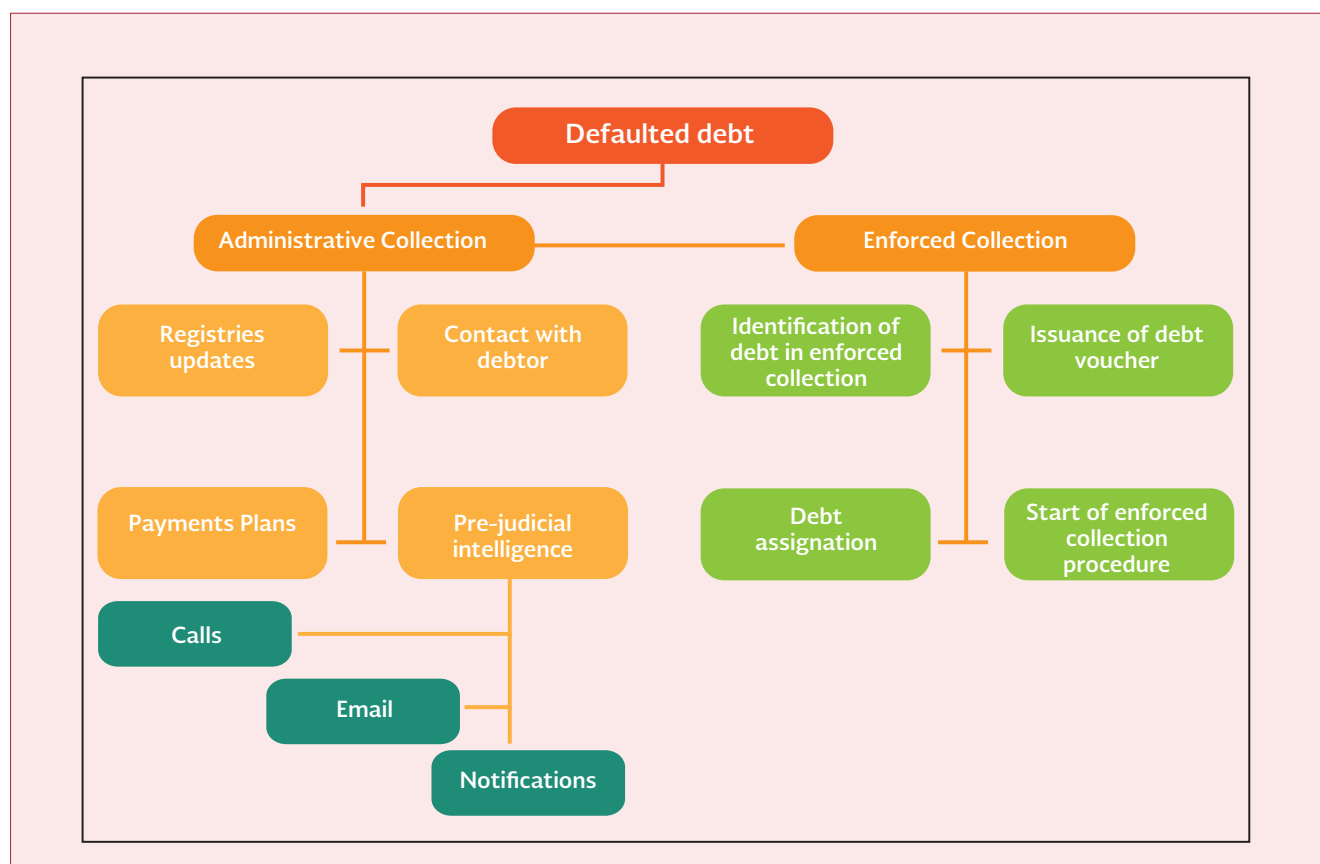 Defaulted debt
Administrative Collection
Enforced Collection
Registries
updates
Contact with
debtor
Identification of
debt in enforced
collection
Issuance of debt
voucher
Payments Plans
Pre-judicial
intelligence
Debt
assignation
Start of enforced
collection
procedure
Calls
Email
Notifications